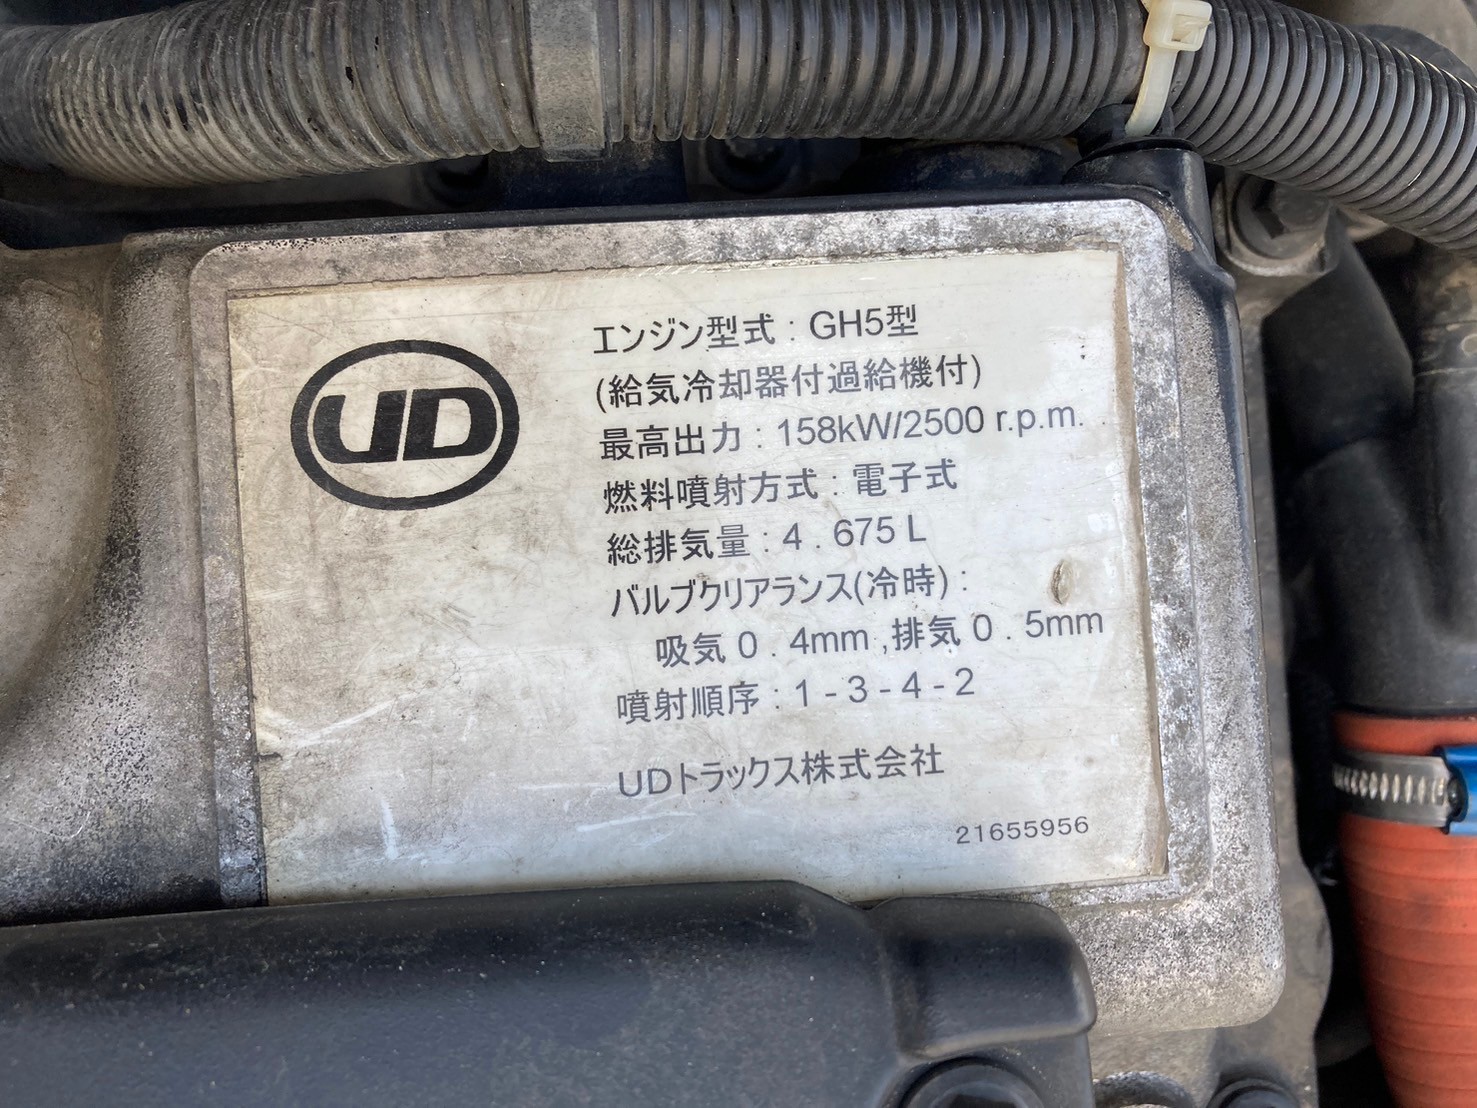 UD
エンジン型式 : GH5型
(給気冷却器付過給機付)
最高出力 : 158kW/2500 r.p.m.
燃料噴射方式 : 電子式
総排気量 : 4 . 675 L
バルブクリアランス(冷時) :
吸気 0 . 4mm ,排気 0 . 5mm
噴射順序 : 1 - 3 - 4 - 2
UDトラックス株式会社
21655956